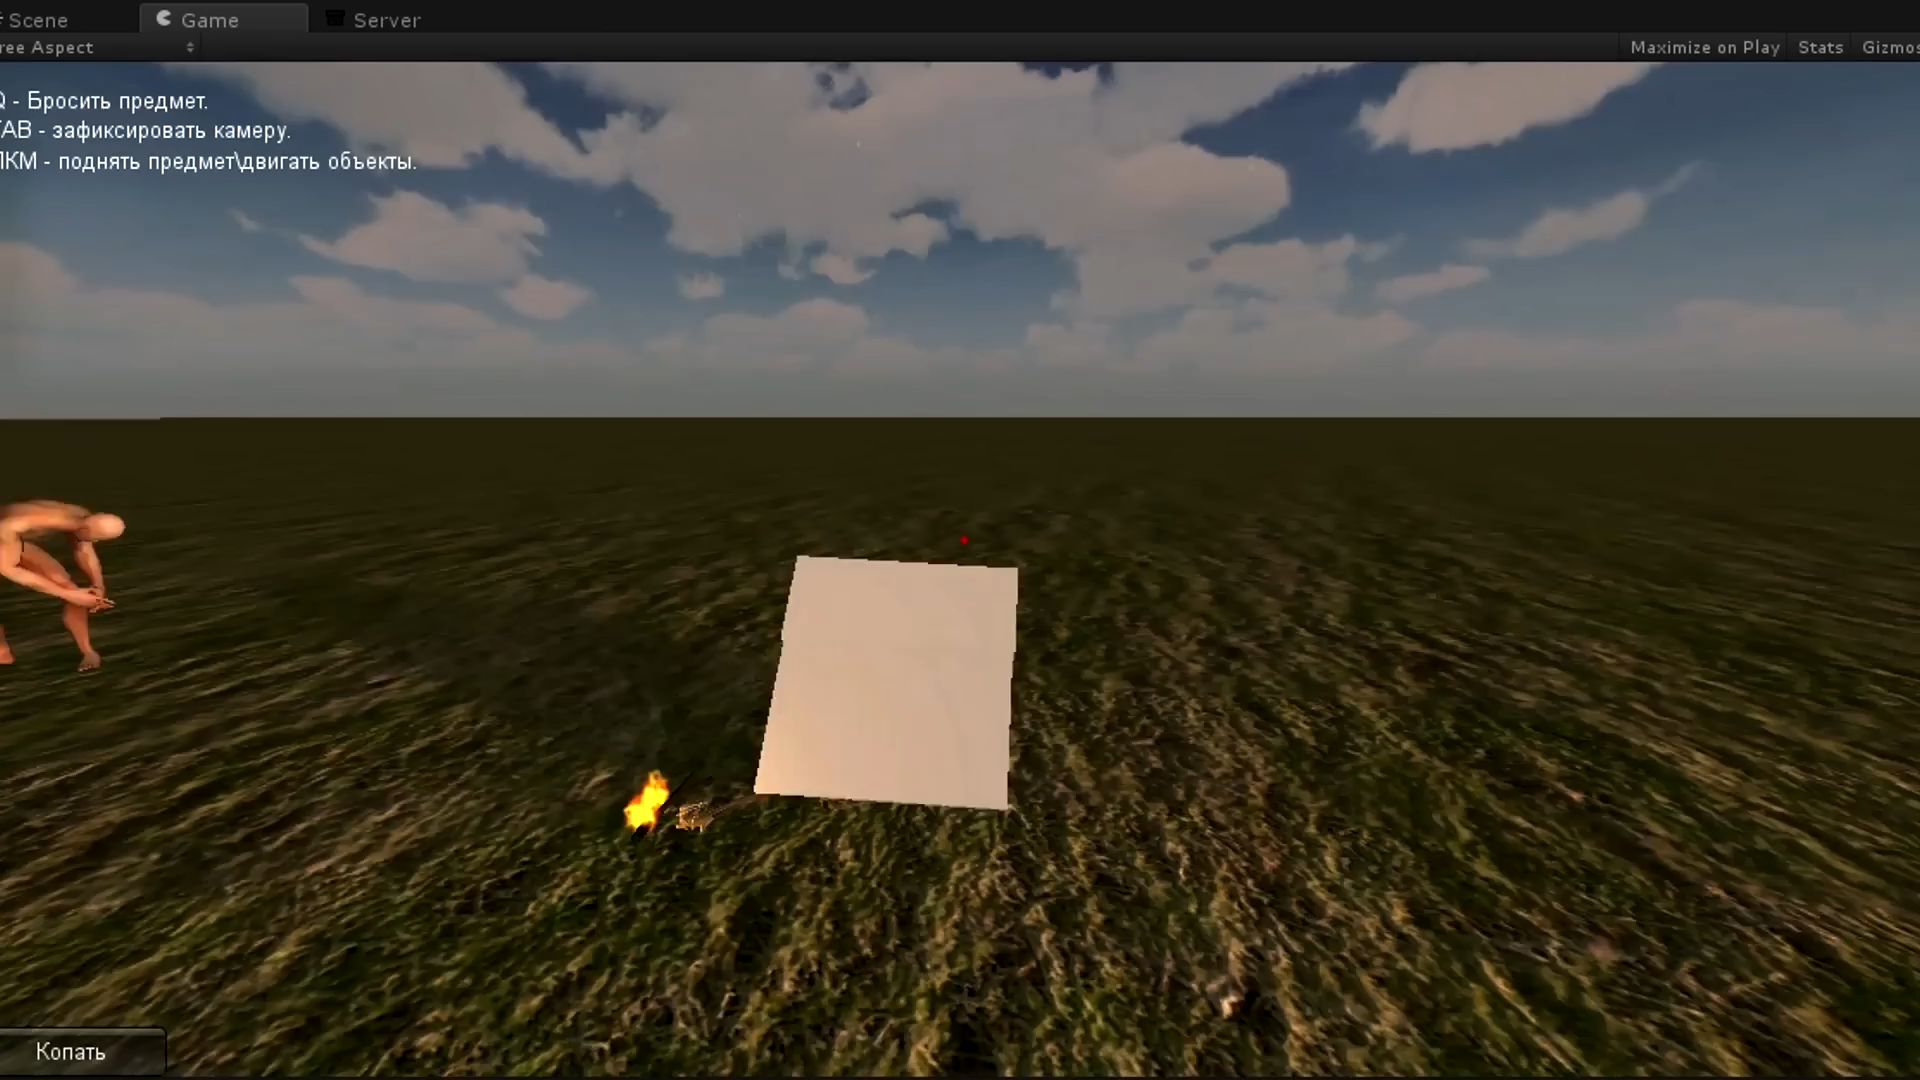 Scene
Game
Server
ree Aspect
Maximize on Play
Stats
Gizmos
Q - Бросить предмет.
TAB - зафиксировать камеру.
ПКМ - поднять предмет\двигать объекты.
Копать